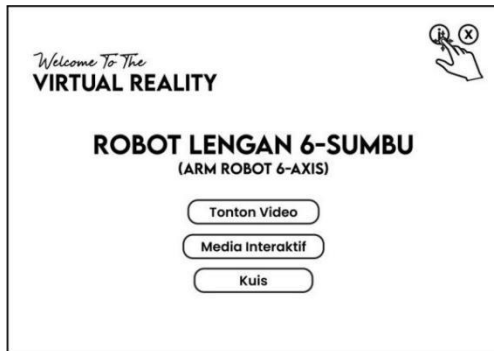 Welcome To The
VIRTUAL REALITY
X
ROBOT LENGAN 6-SUMBU
(ARM ROBOT 6-AXIS)
Tonton Video
Media Interaktif
Kuis